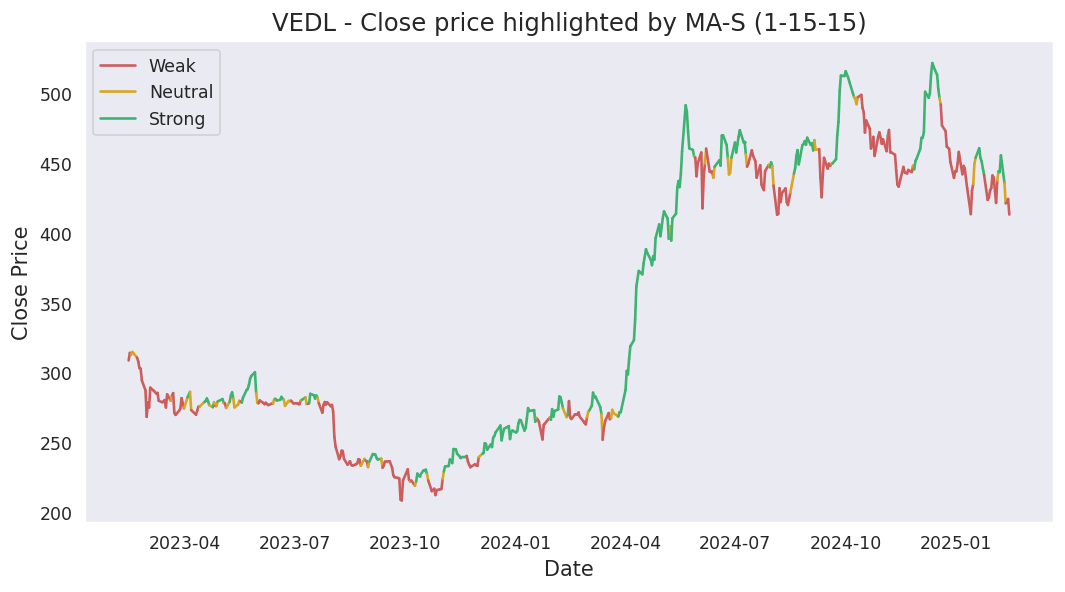 VEDL - Close price highlighted by MA-S (1-15-15)
Weak
Neutral
Strong
Close Price
500
450
400
350
300
250
200
2023-04 2023-07 2023-10 2024-01 2024-04 2024-07 2024-10 2025-01
Date